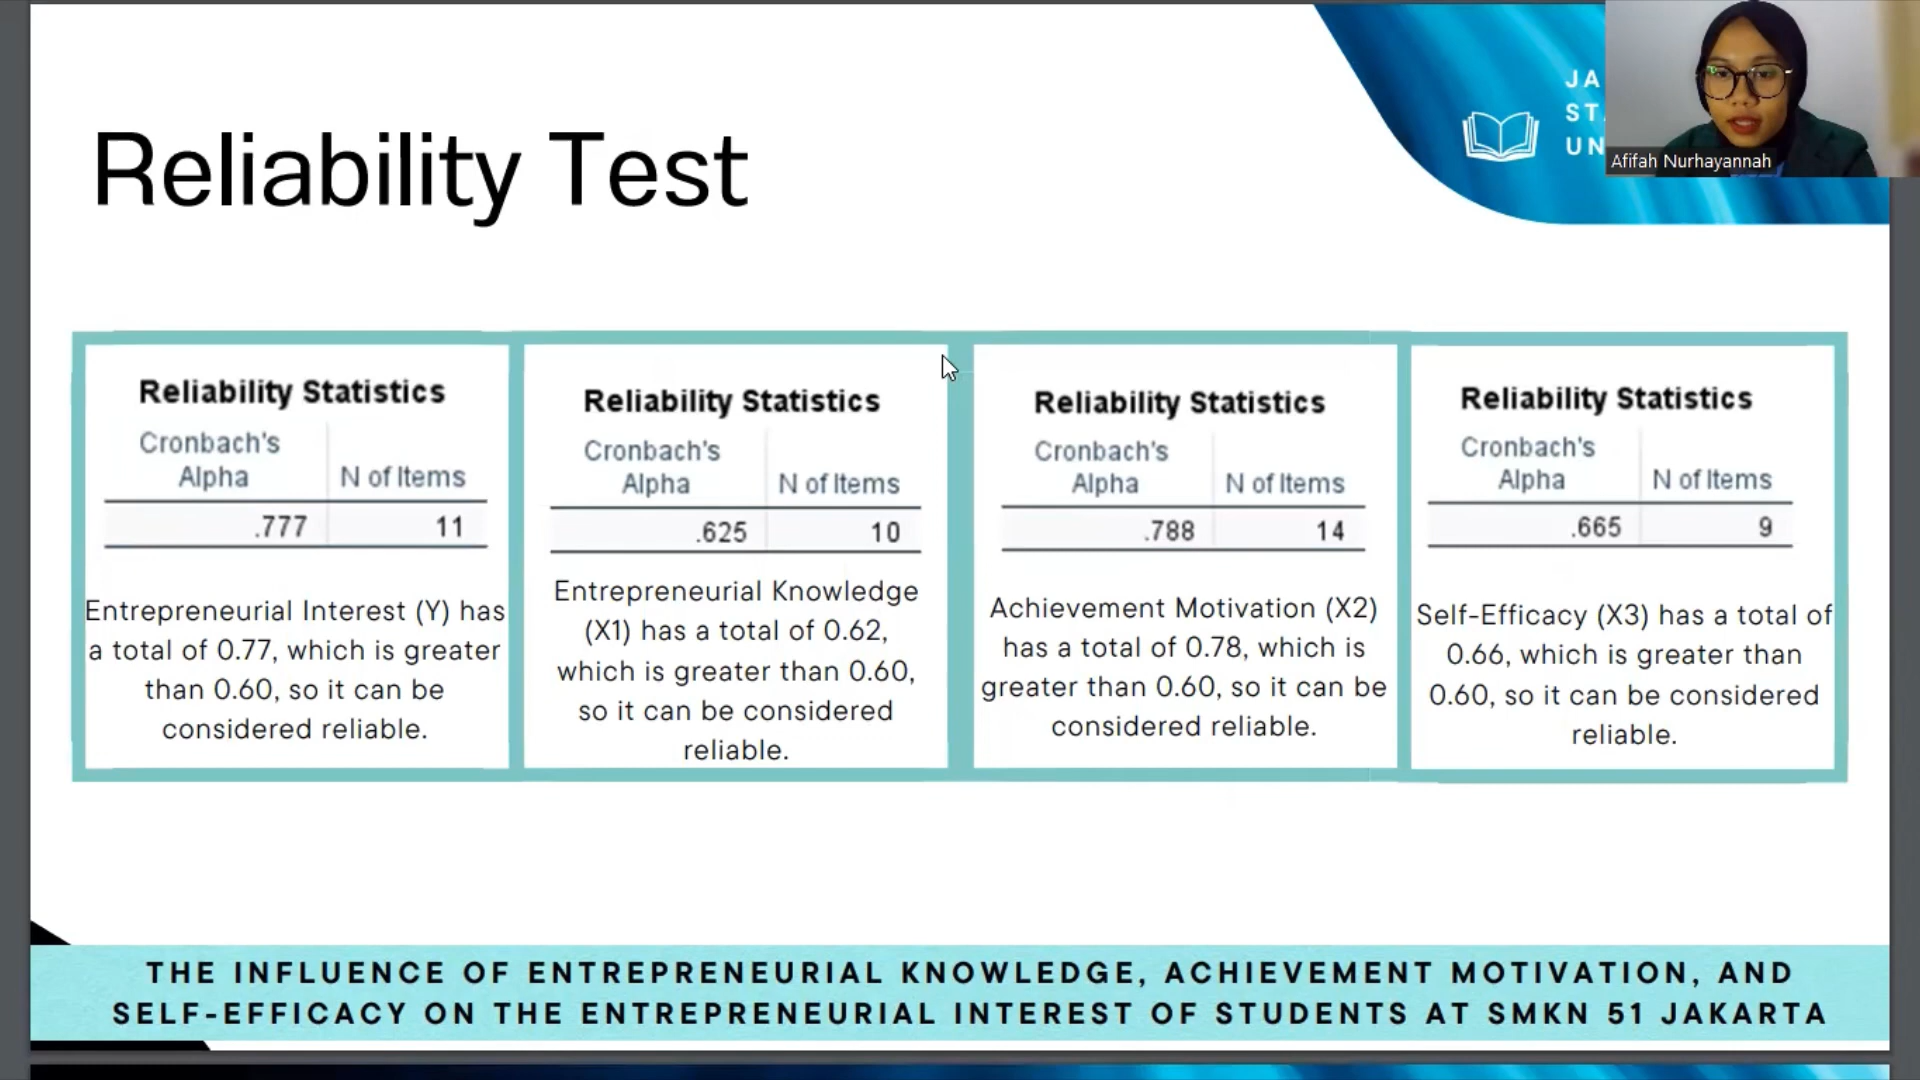 JA
ST
UN
Afifah Nurhayannah
Reliability Test
Reliability Statistics
Cronbach's
Alpha N of Items
.777 11
Entrepreneurial Interest (Y) has
a total of 0.77, which is greater
than 0.60, so it can be
considered reliable.
Reliability Statistics
Cronbach's
Alpha N of Items
.625 10
Entrepreneurial Knowledge
(X1) has a total of 0.62,
which is greater than 0.60,
so it can be considered
reliable.
Reliability Statistics
Cronbach's
Alpha N of Items
.788 14
Achievement Motivation (X2)
has a total of 0.78, which is
greater than 0.60, so it can be
considered reliable.
Reliability Statistics
Cronbach's
Alpha N of Items
.665 9
Self-Efficacy (X3) has a total of
0.66, which is greater than
0.60, so it can be considered
reliable.
THE INFLUENCE OF ENTREPRENEURIAL KNOWLEDGE, ACHIEVEMENT MOTIVATION, AND
SELF-EFFICACY ON THE ENTREPRENEURIAL INTEREST OF STUDENTS AT SMKN 51 JAKARTA